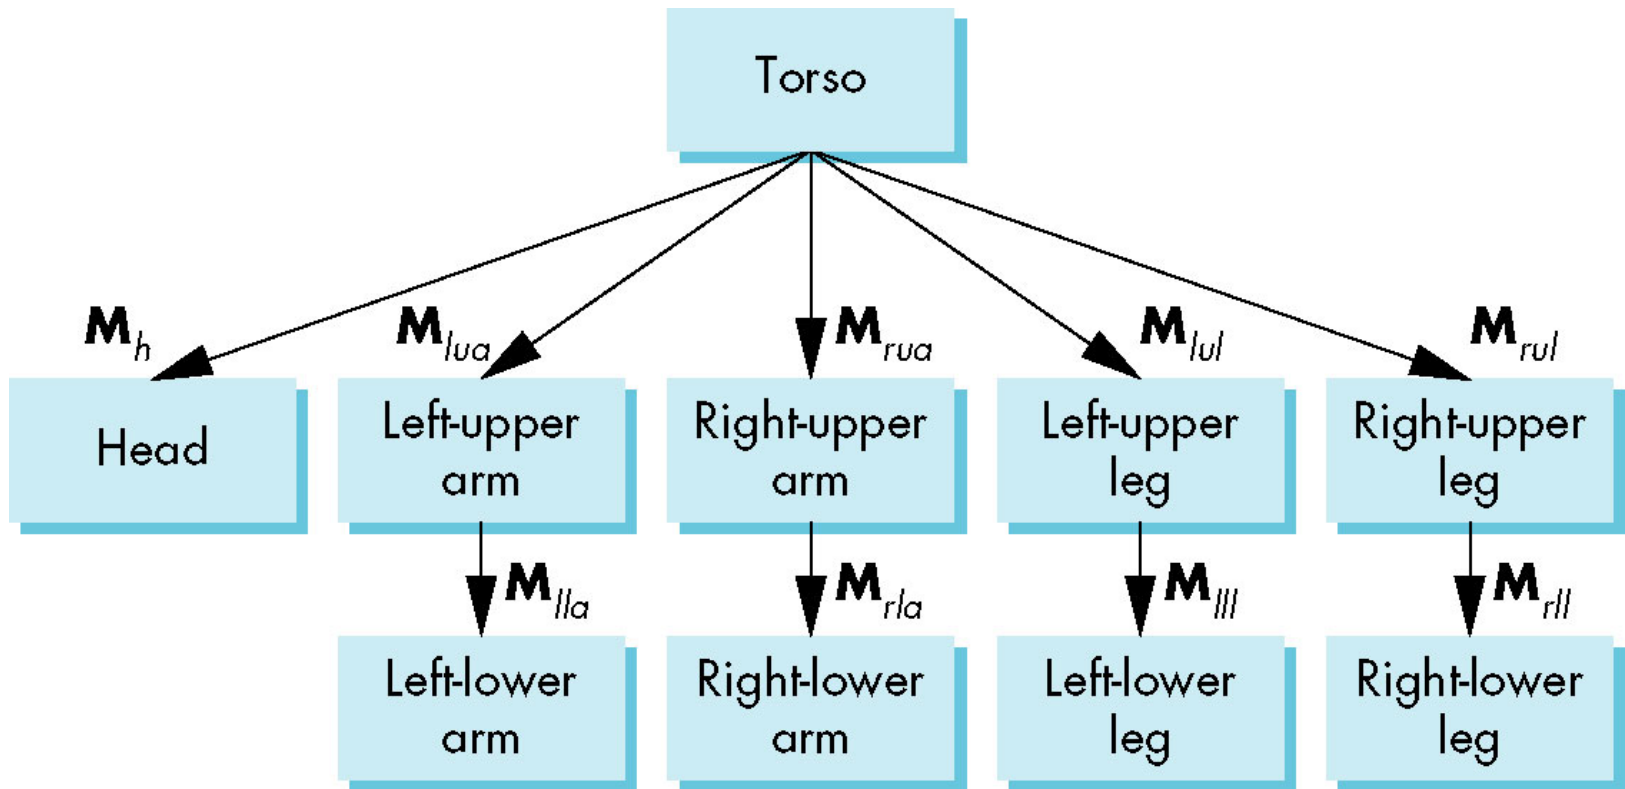 Torso
M_h
M_lua
M_rua
M_lul
M_rul
Head
Left-upper
arm
Right-upper
arm
Left-upper
leg
Right-upper
leg
M_lla
M_rla
M_lll
M_rll
Left-lower
arm
Right-lower
arm
Left-lower
leg
Right-lower
leg